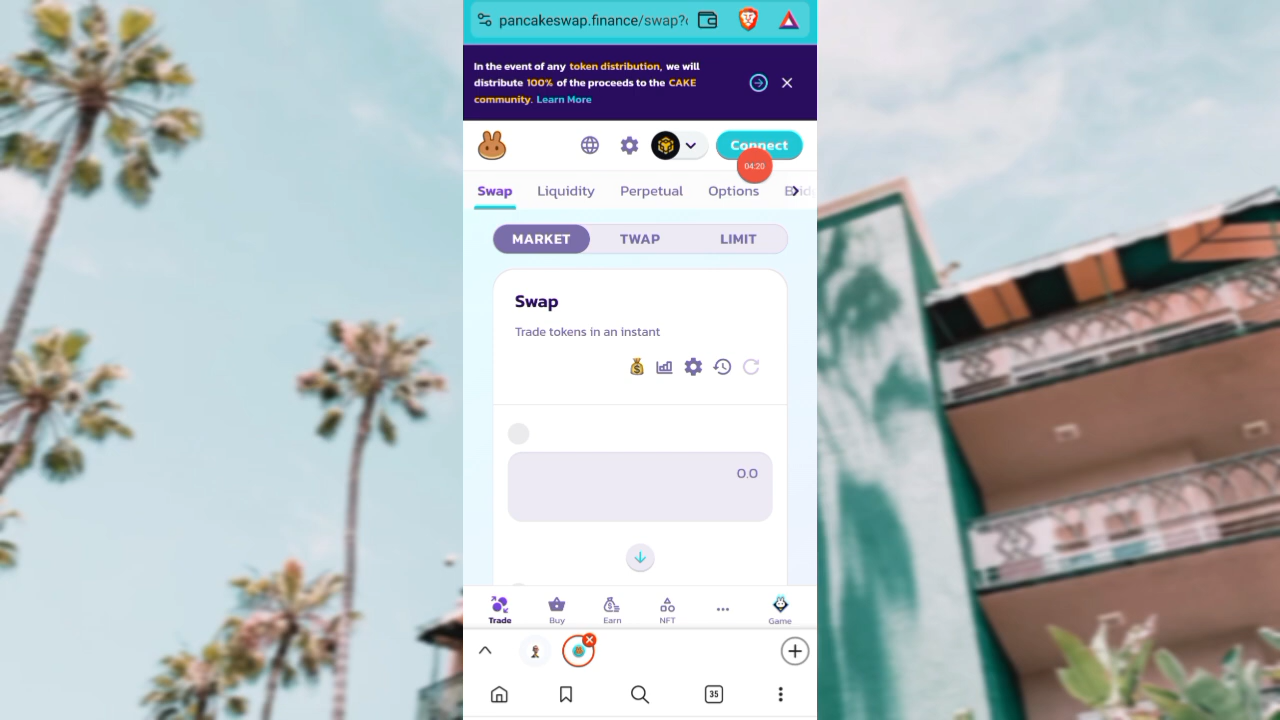 pancakeswap.finance/swap?
In the event of any token distribution, we will
distribute 100% of the proceeds to the CAKE
community. Learn More
Connect
04:20
Swap Liquidity Perpetual Options
MARKET TWAP LIMIT
Swap
Trade tokens in an instant
0.0
Trade Buy Earn NFT ... Game
35